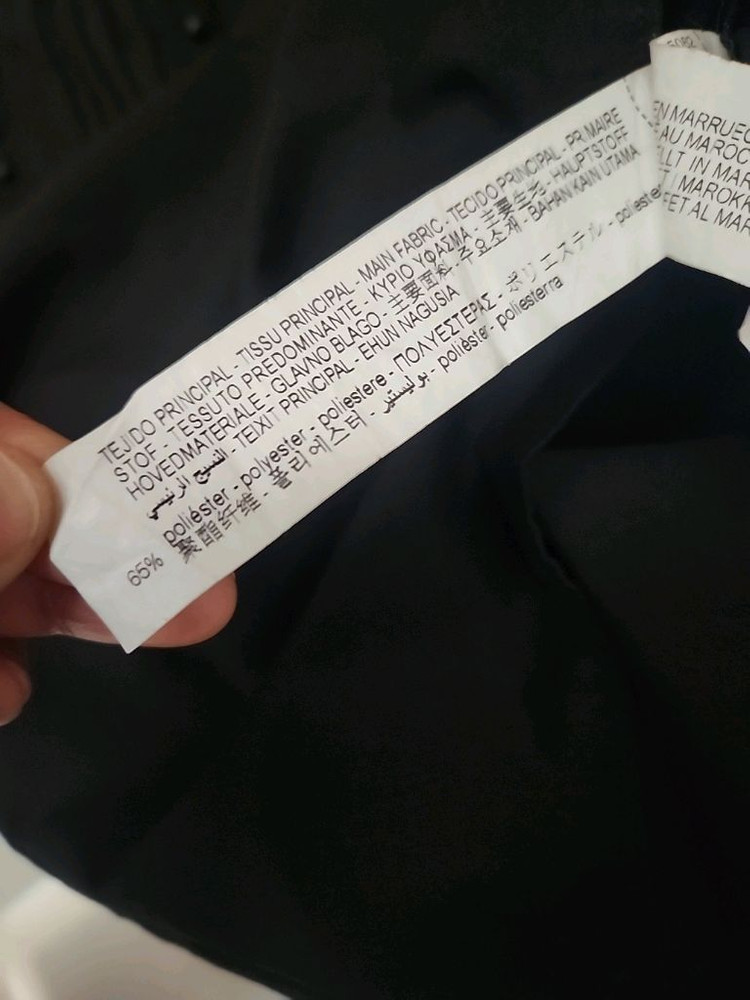 TEJIDO PRINCIPAL - TISSU PRINCIPAL - MAIN FABRIC - TECIDO PRINCIPAL - PRIMAIRE
STOF - TESSUTO PREDOMINANTE - ΚΥΡΙΟ ΥΦΑΣΜΑ - 主要生地 - HAUPTSTOFF
HOVEDMATERIALE - GLAVNO BLAGO - 主要面料 - 주요소재 - BAHAN KAIN UTAMA
النسيج الرئيسي - TEIXIT PRINCIPAL - EHUN NAGUSIA
65% poliéster - polyester - poliestere - ΠΟΛΥΕΣΤΕΡΑΣ - ポリエステル - poliester
聚酯纤维 - 폴리에스터 - بوليستير - poliéster - poliesterra
EN MARRUEC
AU MAROC
LLT IN MAR
I MAROKK
ET AL MAR